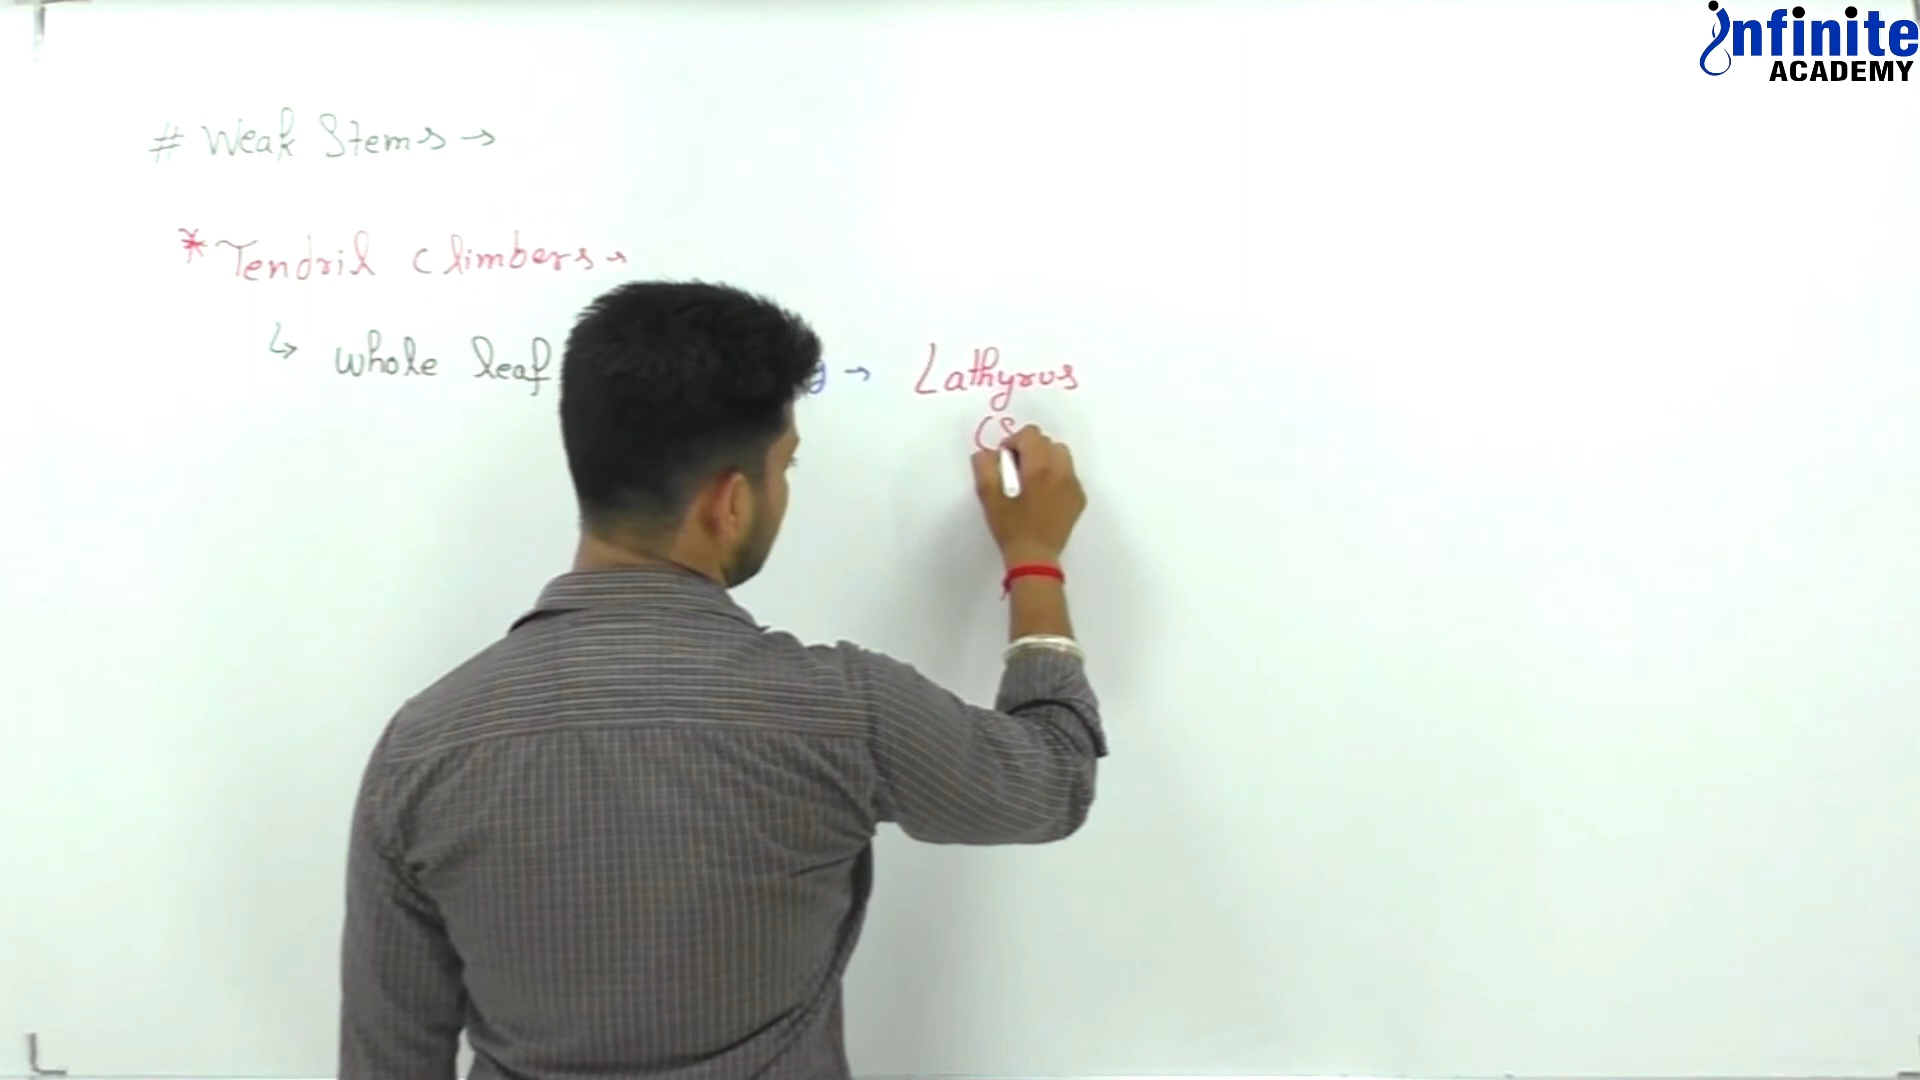 infinite
ACADEMY
# Weak Stems →
* Tendril climbers →
↳ whole leaf → Lathyrus
(S